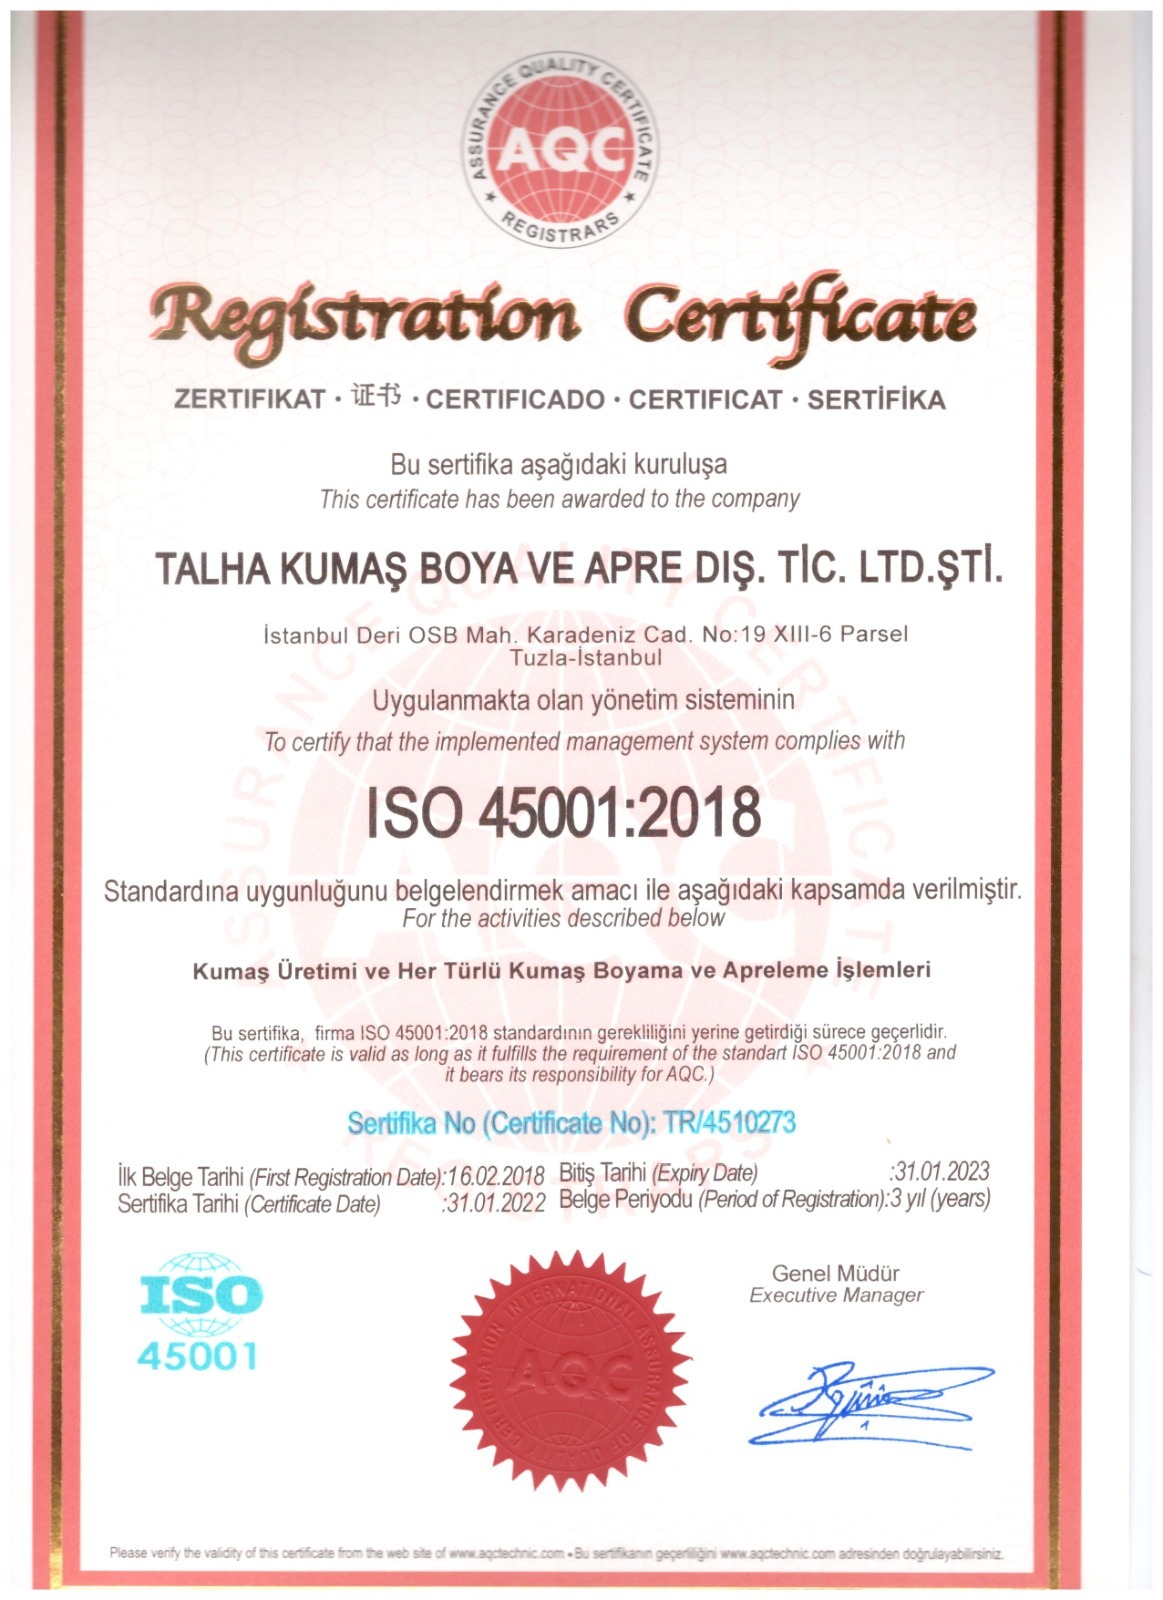 ASSURANCE QUALITY CERTIFICATE
AQC
★ REGISTRARS ★
Registration Certificate
ZERTIFIKAT · 证书 · CERTIFICADO · CERTIFICAT · SERTİFİKA
Bu sertifika aşağıdaki kuruluşa
This certificate has been awarded to the company
TALHA KUMAŞ BOYA VE APRE DIŞ. TİC. LTD.ŞTİ.
İstanbul Deri OSB Mah. Karadeniz Cad. No:19 XIII-6 Parsel
Tuzla-İstanbul
Uygulanmakta olan yönetim sisteminin
To certify that the implemented management system complies with
ISO 45001:2018
Standardına uygunluğunu belgelendirmek amacı ile aşağıdaki kapsamda verilmiştir.
For the activities described below
Kumaş Üretimi ve Her Türlü Kumaş Boyama ve Apreleme İşlemleri
Bu sertifika, firma ISO 45001:2018 standardının gerekliliğini yerine getirdiği sürece geçerlidir.
(This certificate is valid as long as it fulfills the requirement of the standart ISO 45001:2018 and
it bears its responsibility for AQC.)
Sertifika No (Certificate No): TR/4510273
İlk Belge Tarihi (First Registration Date):16.02.2018 Bitiş Tarihi (Expiry Date) :31.01.2023
Sertifika Tarihi (Certificate Date) :31.01.2022 Belge Periyodu (Period of Registration):3 yıl (years)
ISO
45001
INTERNATIONAL ASSURANCE OF QUALITY CERTIFICATION
AQC
Genel Müdür
Executive Manager
Please verify the validity of this certificate from the web site of www.aqctechnic.com • Bu sertifikanın geçerliliğini www.aqctechnic.com adresinden doğrulayabilirsiniz.